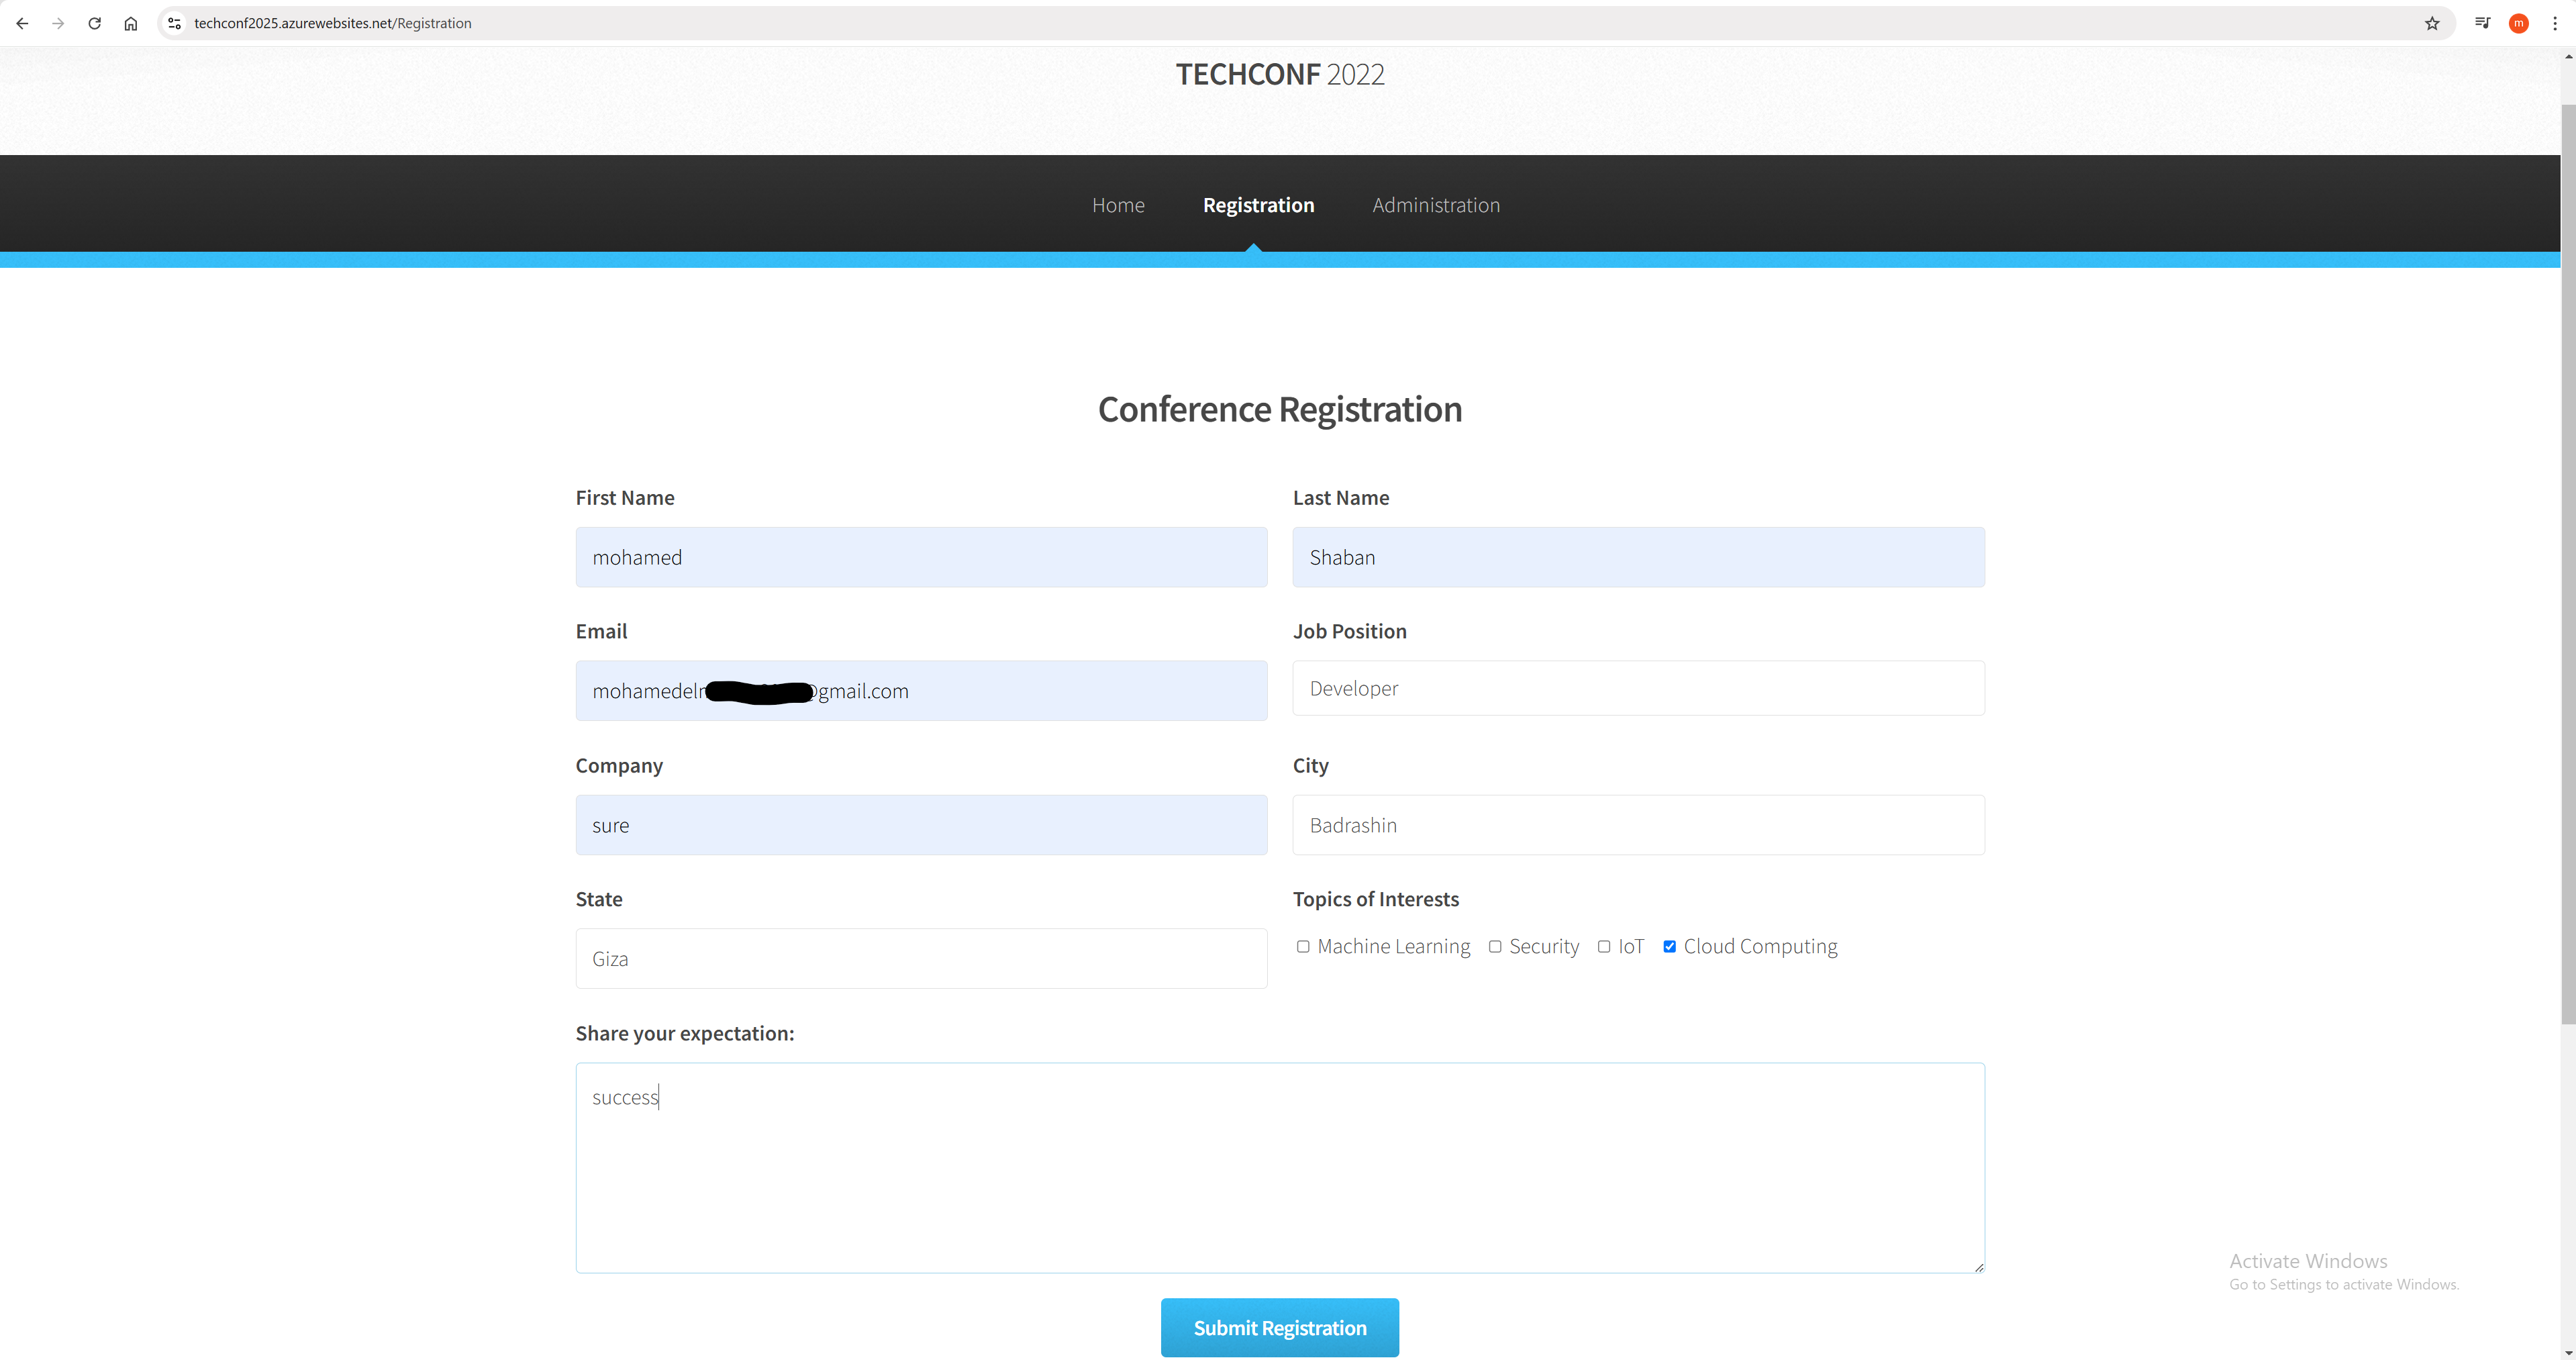 techconf2025.azurewebsites.net/Registration
m
TECHCONF 2022
Home Registration Administration
Conference Registration
First Name Last Name
mohamed Shaban
Email Job Position
@gmail.com Developer
Company City
sure Badrashin
State Topics of Interests
Giza Machine Learning Security IoT Cloud Computing
Share your expectation:
success
Activate Windows
Go to Settings to activate Windows.
Submit Registration